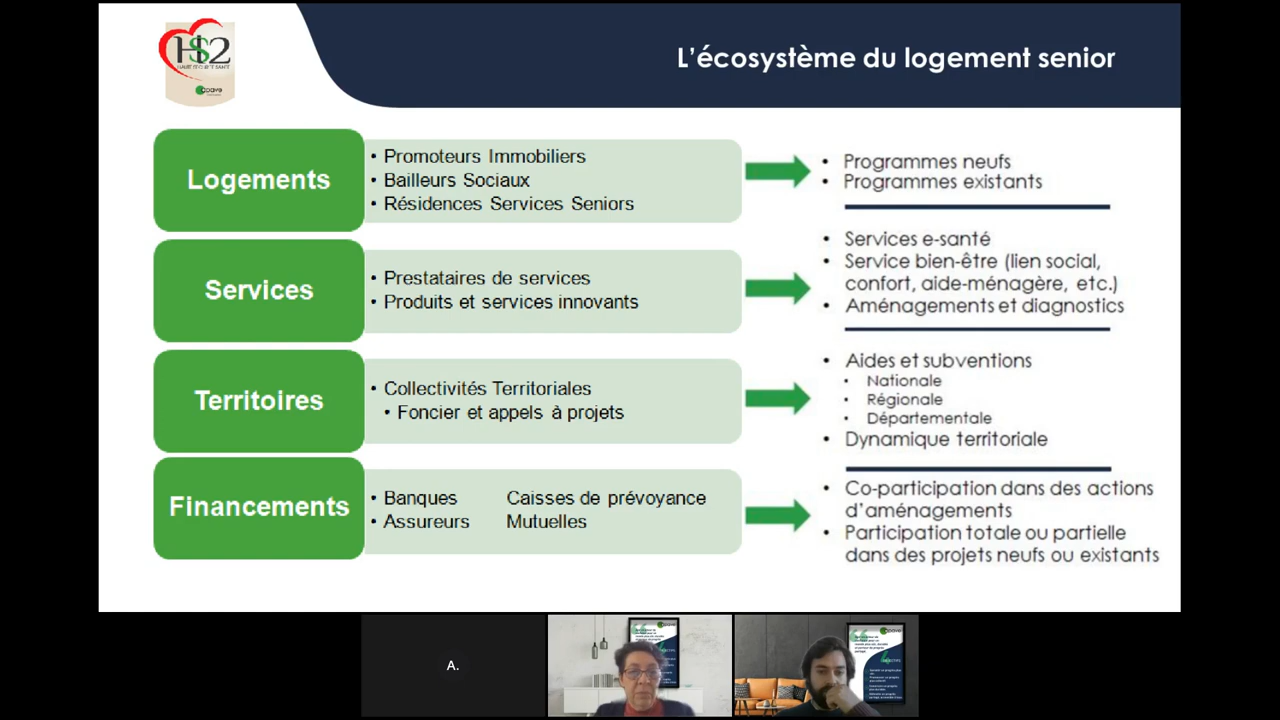 HS2
HAUTE SÉCURITÉ SANTÉ
apave
L'écosystème du logement senior
Logements
• Promoteurs Immobiliers
• Bailleurs Sociaux
• Résidences Services Seniors
• Programmes neufs
• Programmes existants
Services
• Prestataires de services
• Produits et services innovants
• Services e-santé
• Service bien-être (lien social,
confort, aide-ménagère, etc.)
• Aménagements et diagnostics
Territoires
• Collectivités Territoriales
• Foncier et appels à projets
• Aides et subventions
• Nationale
• Régionale
• Départementale
• Dynamique territoriale
Financements
• Banques Caisses de prévoyance
• Assureurs Mutuelles
• Co-participation dans des actions
d'aménagements
• Participation totale ou partielle
dans des projets neufs ou existants
A.